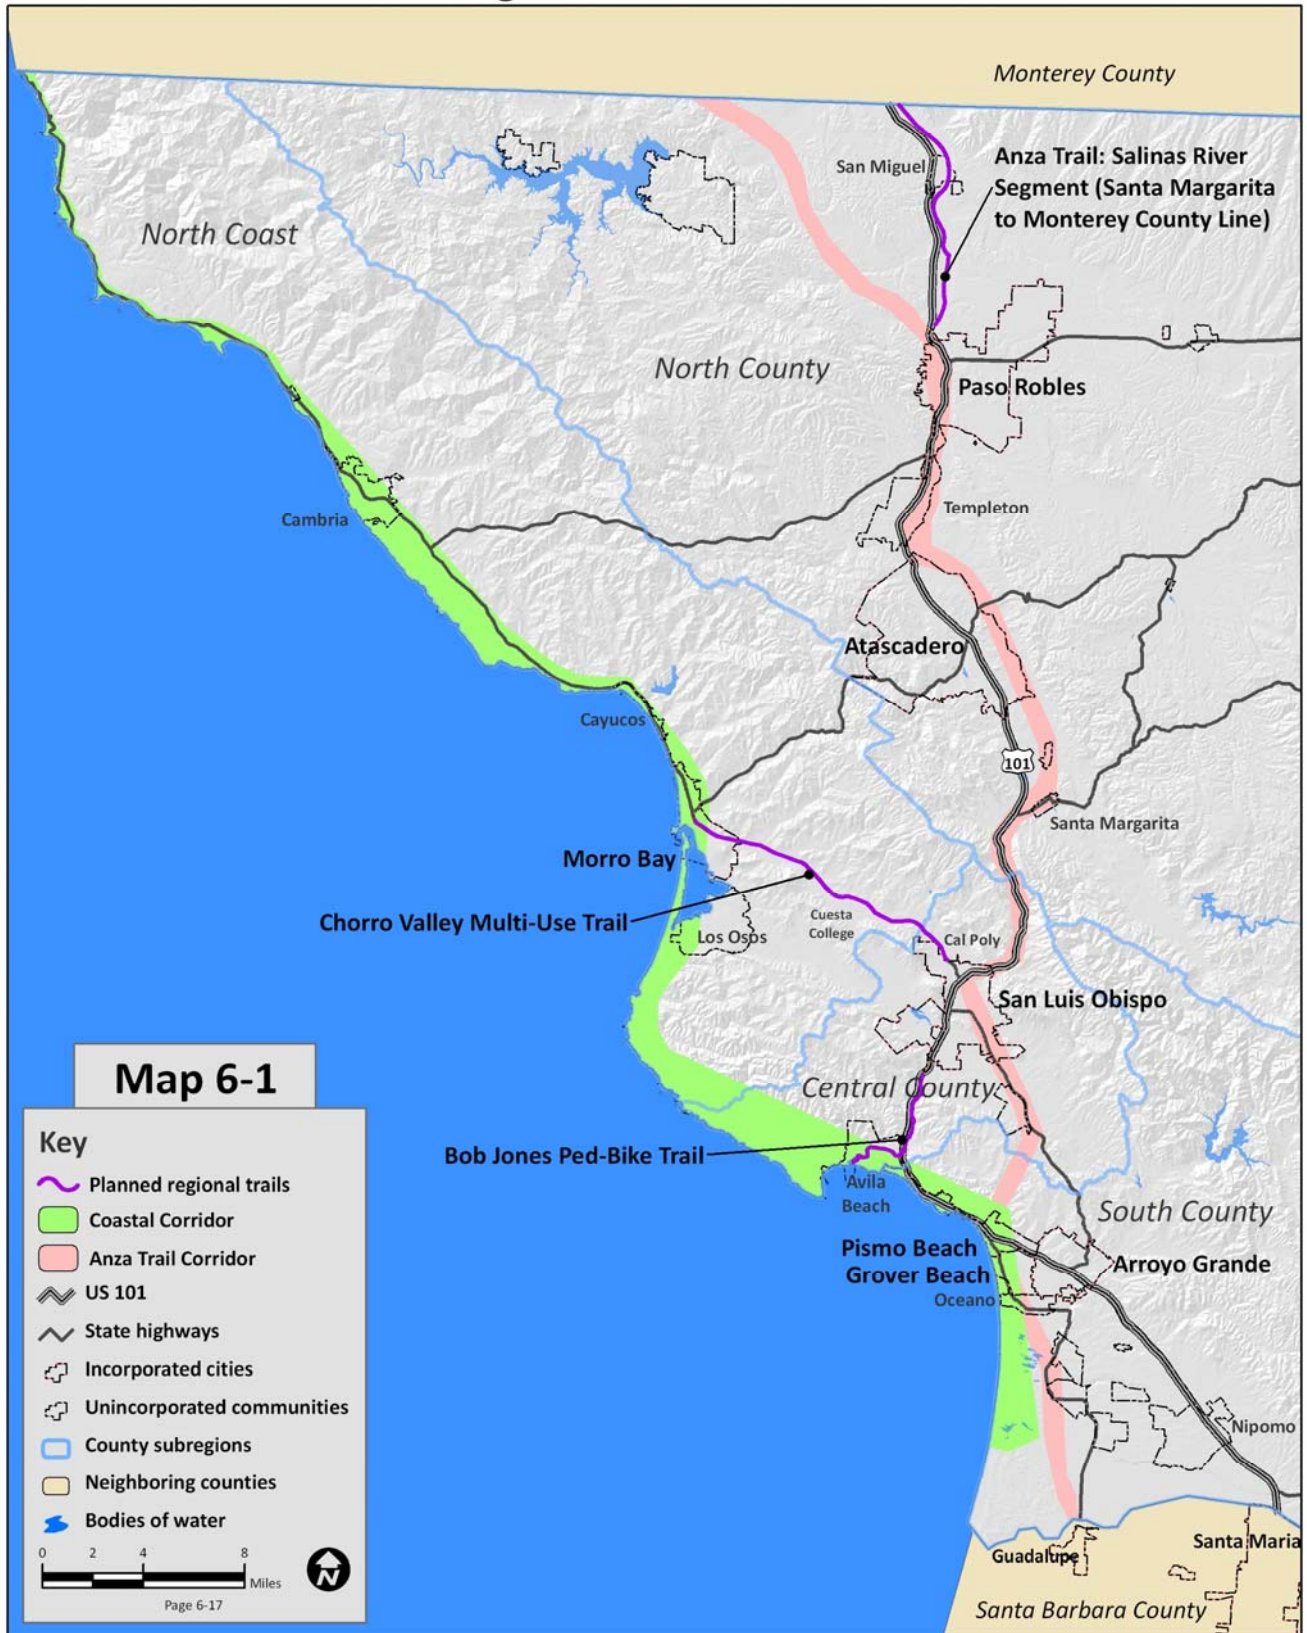 Monterey County
Anza Trail: Salinas River
Segment (Santa Margarita
to Monterey County Line)
San Miguel
North Coast
North County
Paso Robles
Templeton
Cambria
Atascadero
Cayucos
101
Santa Margarita
Morro Bay
Chorro Valley Multi-Use Trail
Cuesta
College
Los Osos
Cal Poly
San Luis Obispo
Central County
Bob Jones Ped-Bike Trail
Avila
Beach
South County
Pismo Beach
Grover Beach
Oceano
Arroyo Grande
Nipomo
Guadalupe
Santa Maria
Santa Barbara County
Map 6-1
Key
Planned regional trails
Coastal Corridor
Anza Trail Corridor
US 101
State highways
Incorporated cities
Unincorporated communities
County subregions
Neighboring counties
Bodies of water
0 2 4 8
Miles
N
Page 6-17